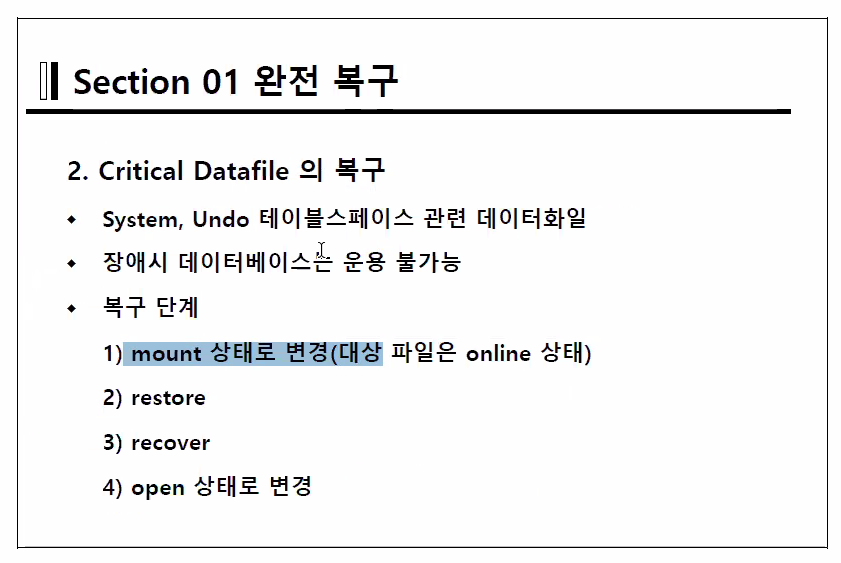 Section 01 완전 복구
2. Critical Datafile 의 복구
◆ System, Undo 테이블스페이스 관련 데이터화일
◆ 장애시 데이터베이스는 운용 불가능
◆ 복구 단계
1) mount 상태로 변경(대상 파일은 online 상태)
2) restore
3) recover
4) open 상태로 변경